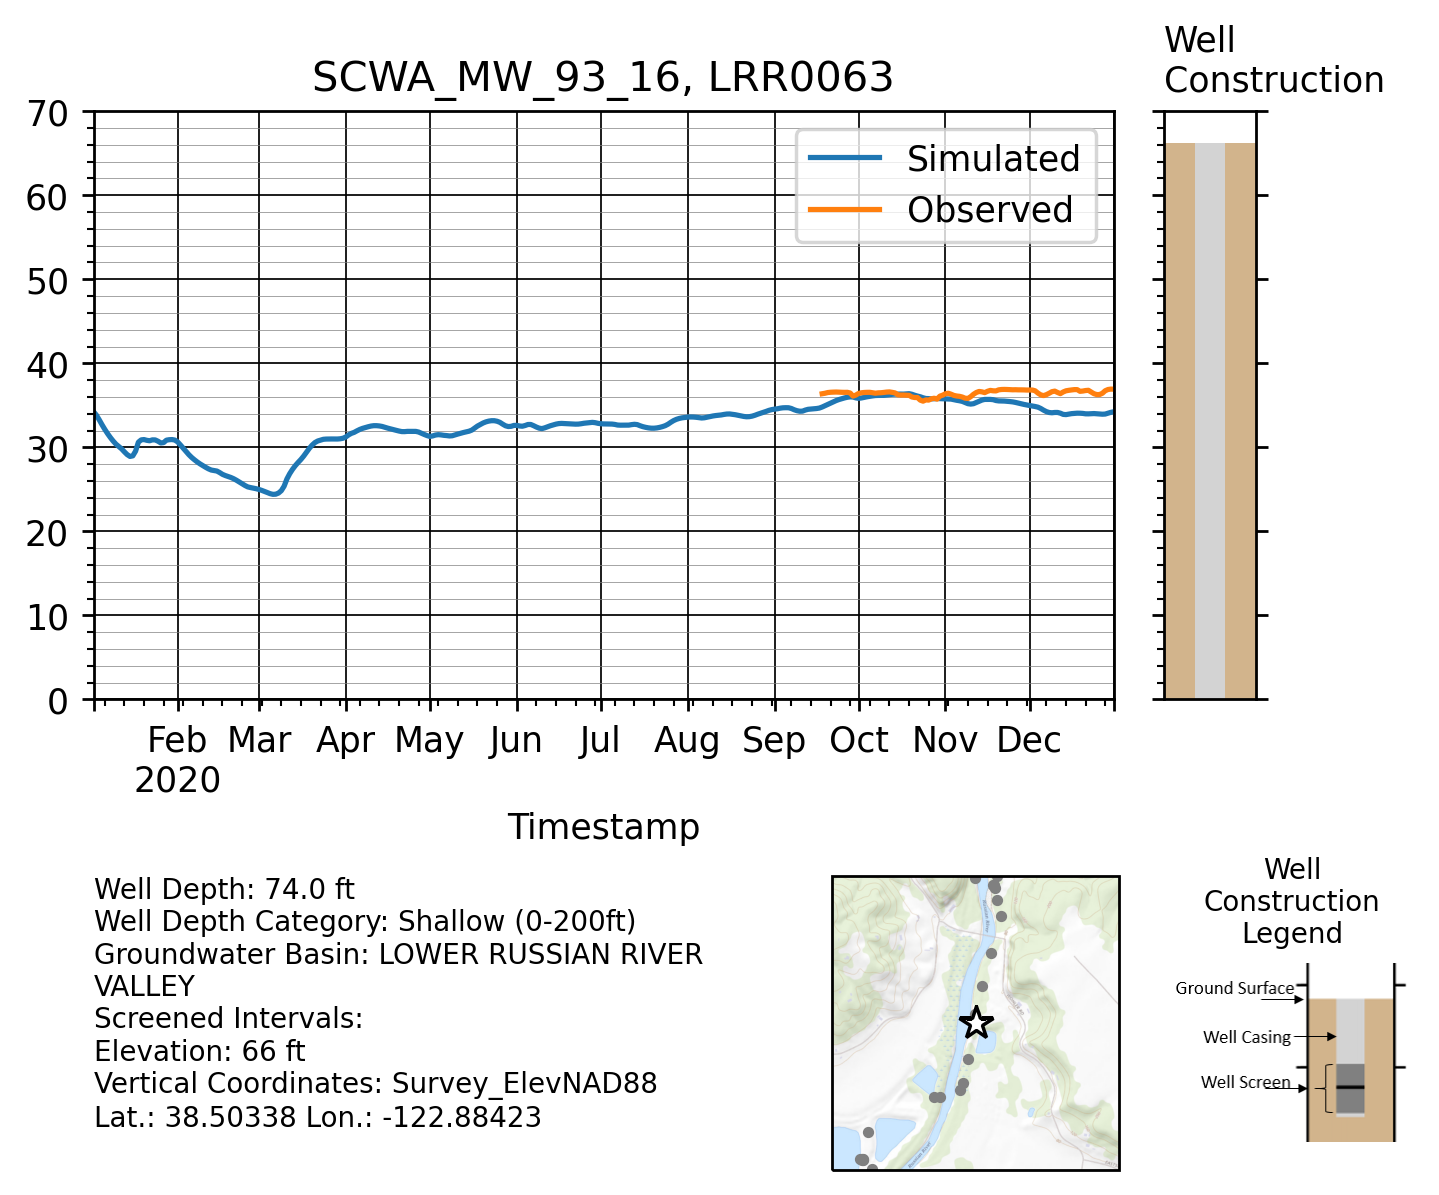 Well
Construction
SCWA_MW_93_16, LRR0063
70
60
50
40
30
20
10
0
Simulated
Observed
Feb Mar Apr May Jun Jul Aug Sep Oct Nov Dec
2020
Timestamp
Well Depth: 74.0 ft
Well Depth Category: Shallow (0-200ft)
Groundwater Basin: LOWER RUSSIAN RIVER
VALLEY
Screened Intervals:
Elevation: 66 ft
Vertical Coordinates: Survey_ElevNAD88
Lat.: 38.50338 Lon.: -122.88423
Well
Construction
Legend
Ground Surface
Well Casing
Well Screen